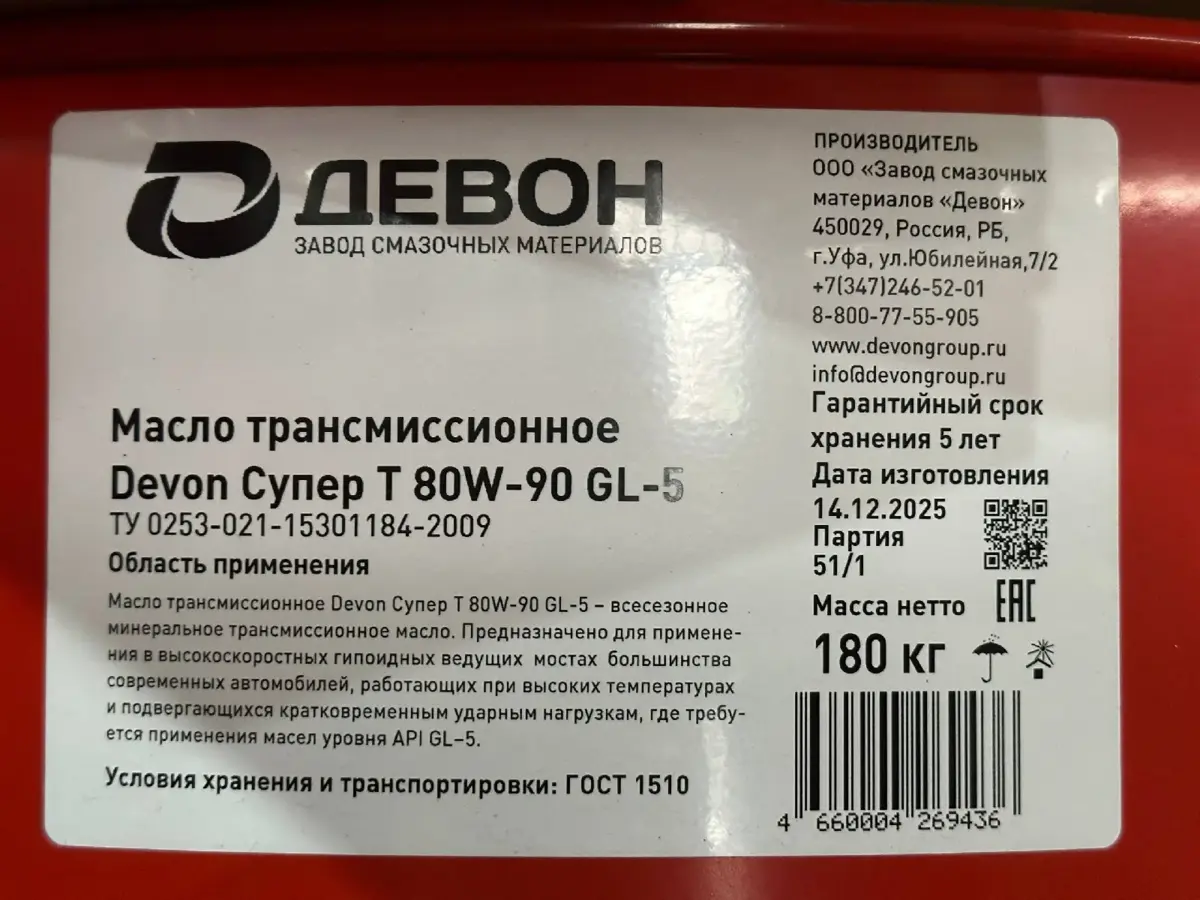 ДЕВОН
ЗАВОД СМАЗОЧНЫХ МАТЕРИАЛОВ
Масло трансмиссионное
Devon Супер Т 80W-90 GL-5
ТУ 0253-021-15301184-2009
Область применения
Масло трансмиссионное Devon Супер Т 80W-90 GL-5 – всесезонное
минеральное трансмиссионное масло. Предназначено для примене-
ния в высокоскоростных гипоидных ведущих мостах большинства
современных автомобилей, работающих при высоких температурах
и подвергающихся кратковременным ударным нагрузкам, где требу-
ется применения масел уровня API GL–5.
Условия хранения и транспортировки: ГОСТ 1510
ПРОИЗВОДИТЕЛЬ
ООО «Завод смазочных
материалов «Девон»
450029, Россия, РБ,
г.Уфа, ул.Юбилейная,7/2
+7(347)246-52-01
8-800-77-55-905
www.devongroup.ru
info@devongroup.ru
Гарантийный срок
хранения 5 лет
Дата изготовления
14.12.2025
Партия
51/1
Масса нетто
180 кг
EAC
4 660004 269436